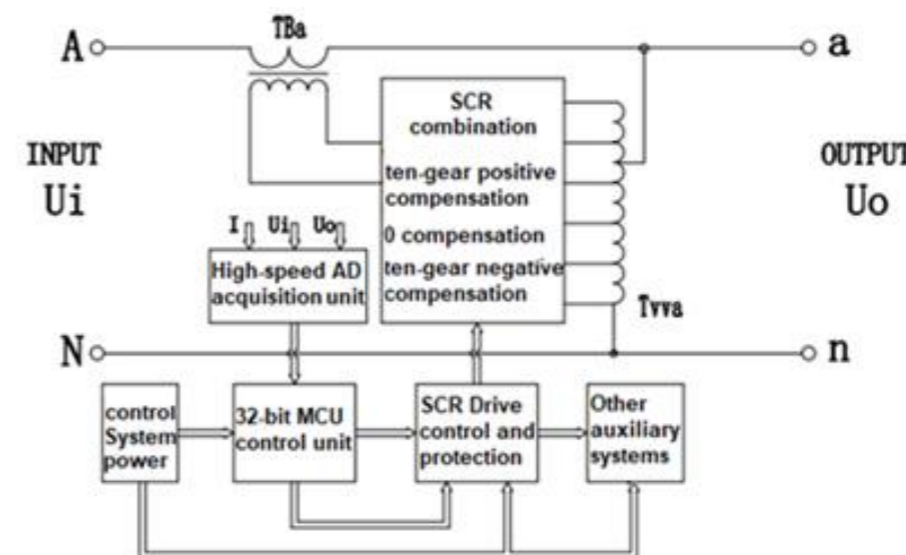 A
TBa
a
INPUT
Ui
OUTPUT
Uo
SCR
combination
ten-gear positive
compensation
0 compensation
ten-gear negative
compensation
I Ui Uo
High-speed AD
acquisition unit
Tvva
N
n
control
System
power
32-bit MCU
control unit
SCR Drive
control and
protection
Other
auxiliary
systems